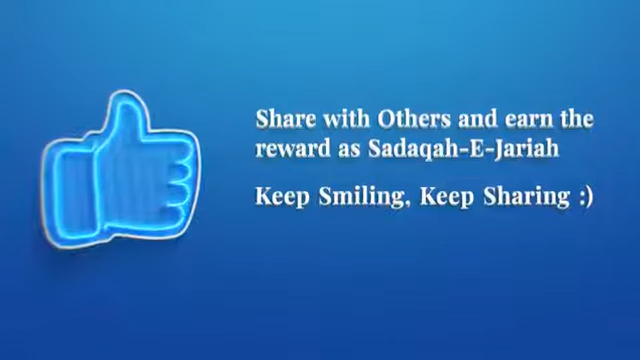 Share with Others and earn the
reward as Sadaqah-E-Jariah
Keep Smiling, Keep Sharing :)